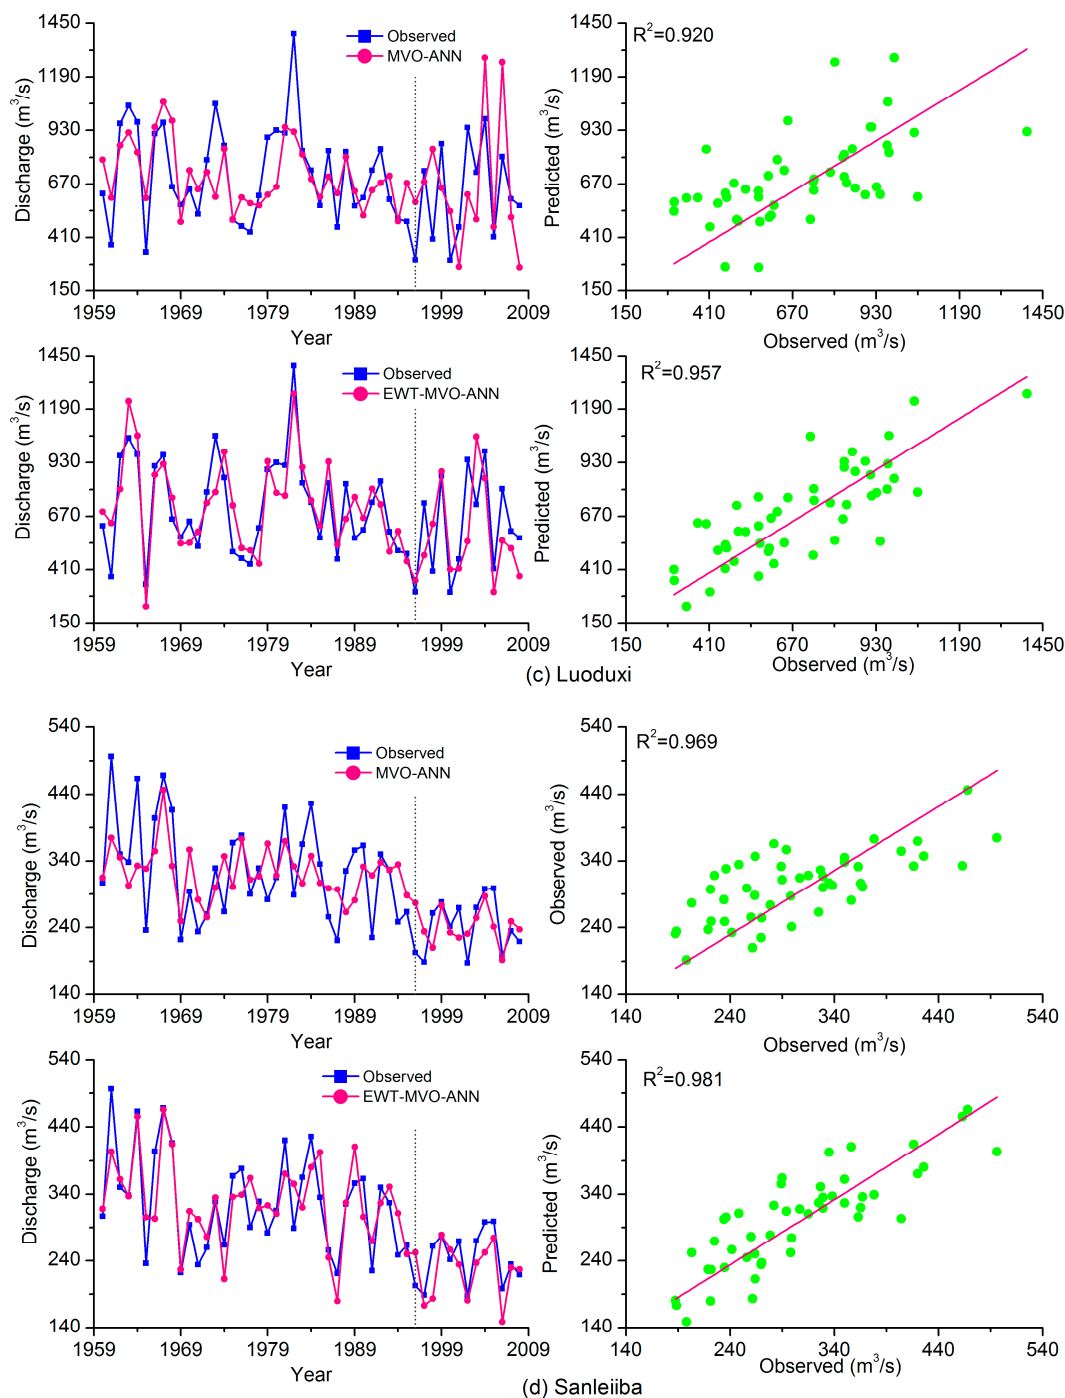 1450
1190
930
670
410
150
Discharge (m³/s)
Observed
MVO-ANN
1959 1969 1979 1989 1999 2009
Year
1450
1190
930
670
410
150
Predicted (m³/s)
R²=0.920
150 410 670 930 1190 1450
Observed (m³/s)
1450
1190
930
670
410
150
Discharge (m³/s)
Observed
EWT-MVO-ANN
1959 1969 1979 1989 1999 2009
Year
1450
1190
930
670
410
150
Predicted (m³/s)
R²=0.957
150 410 670 930 1190 1450
Observed (m³/s)
(c) Luoduxi
540
440
340
240
140
Discharge (m³/s)
Observed
MVO-ANN
1959 1969 1979 1989 1999 2009
Year
540
440
340
240
140
Observed (m³/s)
R²=0.969
140 240 340 440 540
Observed (m³/s)
540
440
340
240
140
Discharge (m³/s)
Observed
EWT-MVO-ANN
1959 1969 1979 1989 1999 2009
Year
540
440
340
240
140
Predicted (m³/s)
R²=0.981
140 240 340 440 540
Observed (m³/s)
(d) Sanleiiba